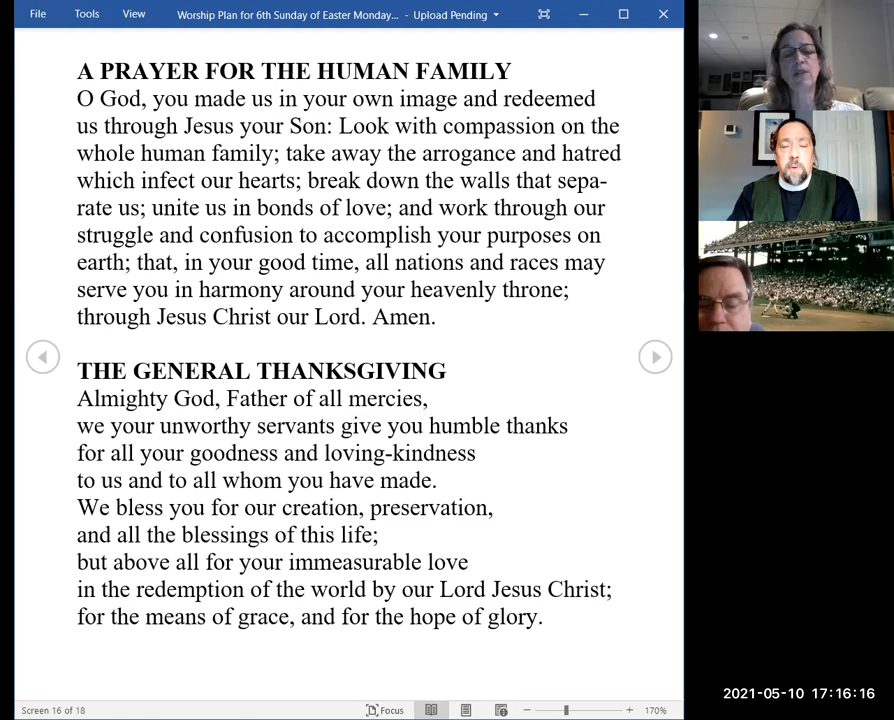 File Tools View Worship Plan for 6th Sunday of Easter Monday... - Upload Pending
A PRAYER FOR THE HUMAN FAMILY
O God, you made us in your own image and redeemed
us through Jesus your Son: Look with compassion on the
whole human family; take away the arrogance and hatred
which infect our hearts; break down the walls that sepa-
rate us; unite us in bonds of love; and work through our
struggle and confusion to accomplish your purposes on
earth; that, in your good time, all nations and races may
serve you in harmony around your heavenly throne;
through Jesus Christ our Lord. Amen.
THE GENERAL THANKSGIVING
Almighty God, Father of all mercies,
we your unworthy servants give you humble thanks
for all your goodness and loving-kindness
to us and to all whom you have made.
We bless you for our creation, preservation,
and all the blessings of this life;
but above all for your immeasurable love
in the redemption of the world by our Lord Jesus Christ;
for the means of grace, and for the hope of glory.
2021-05-10 17:16:16
Screen 16 of 18 Focus 170%